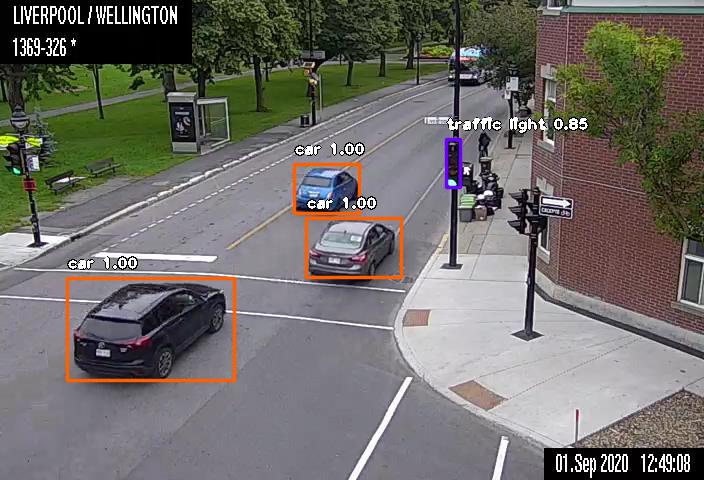 LIVERPOOL / WELLINGTON
1369-326 *
traffic light 0.85
car 1.00
car 1.00
car 1.00
01.Sep 2020 12:49:08